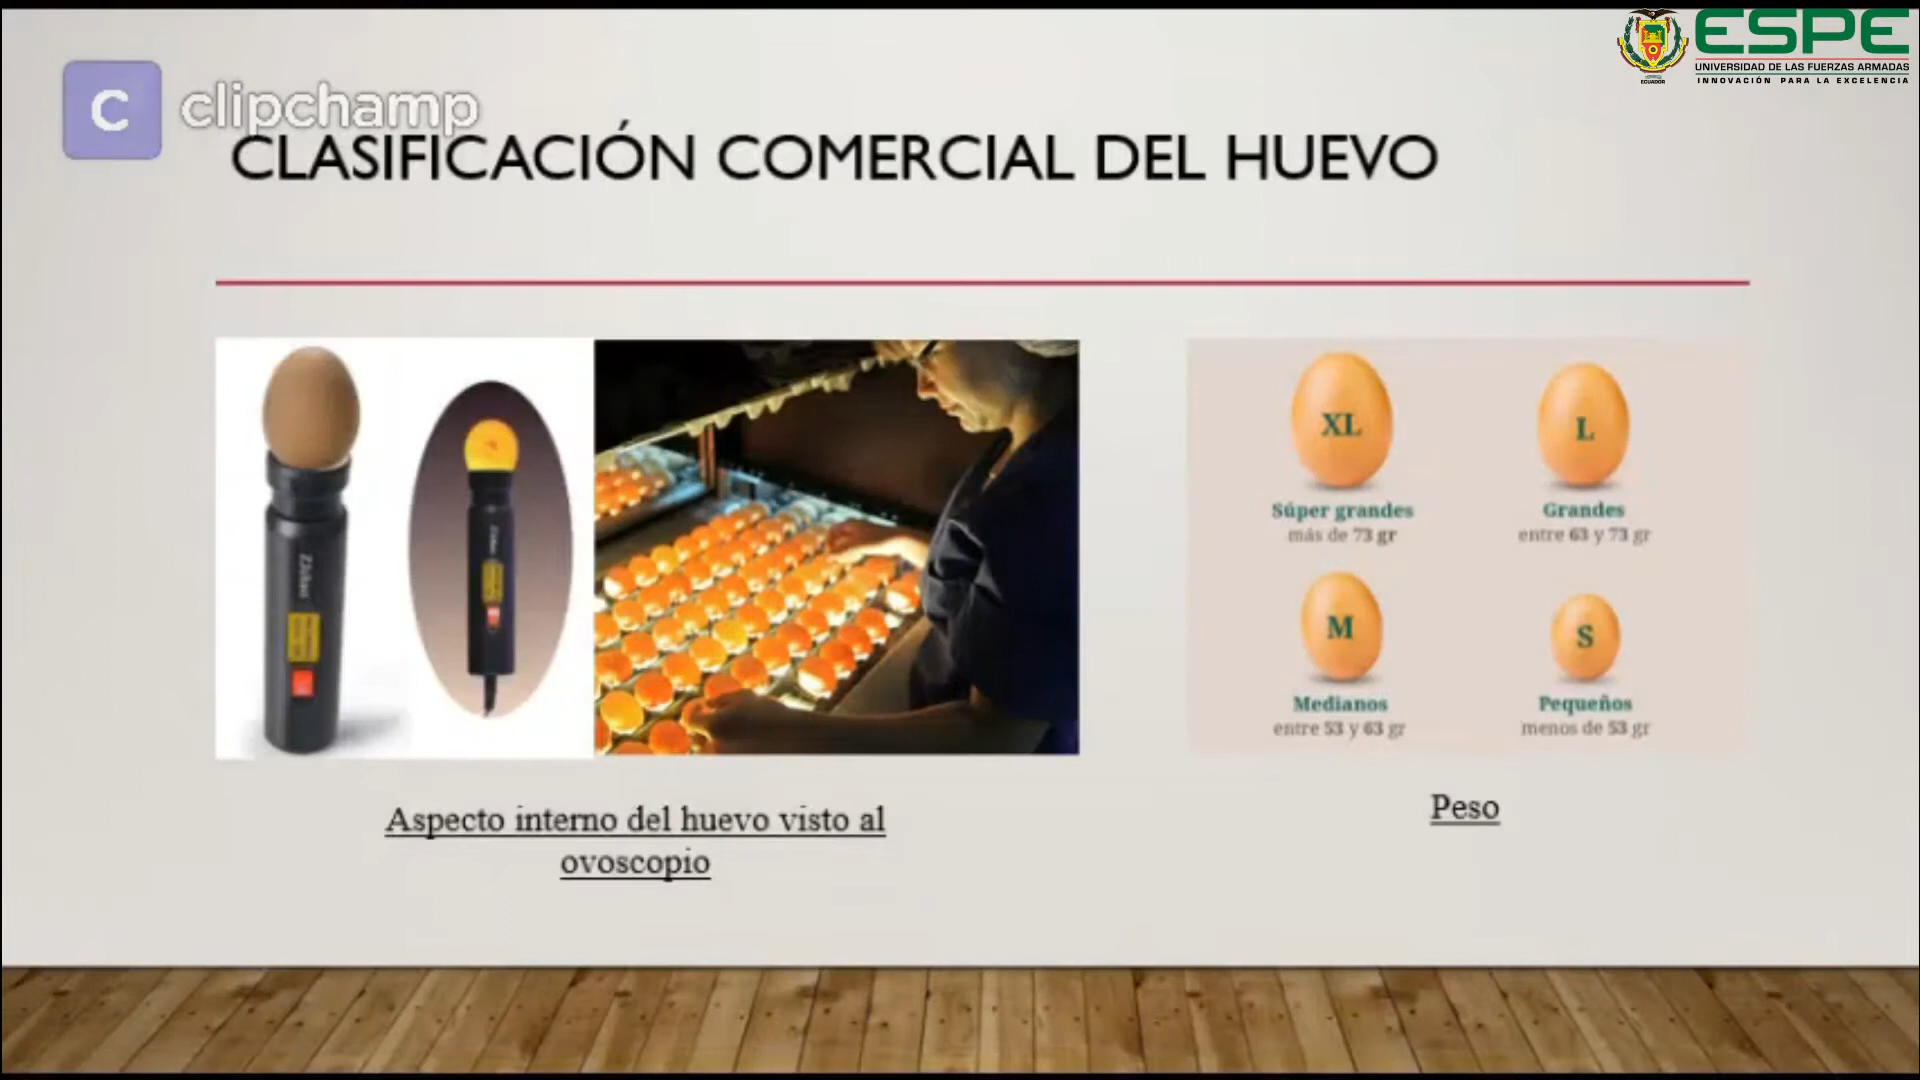 ESPE
UNIVERSIDAD DE LAS FUERZAS ARMADAS
INNOVACIÓN PARA LA EXCELENCIA
ECUADOR
C clipchamp
CLASIFICACIÓN COMERCIAL DEL HUEVO
XL
L
Súper grandes
más de 73 gr
Grandes
entre 63 y 73 gr
M
S
Medianos
entre 53 y 63 gr
Pequeños
menos de 53 gr
Aspecto interno del huevo visto al
ovoscopio
Peso